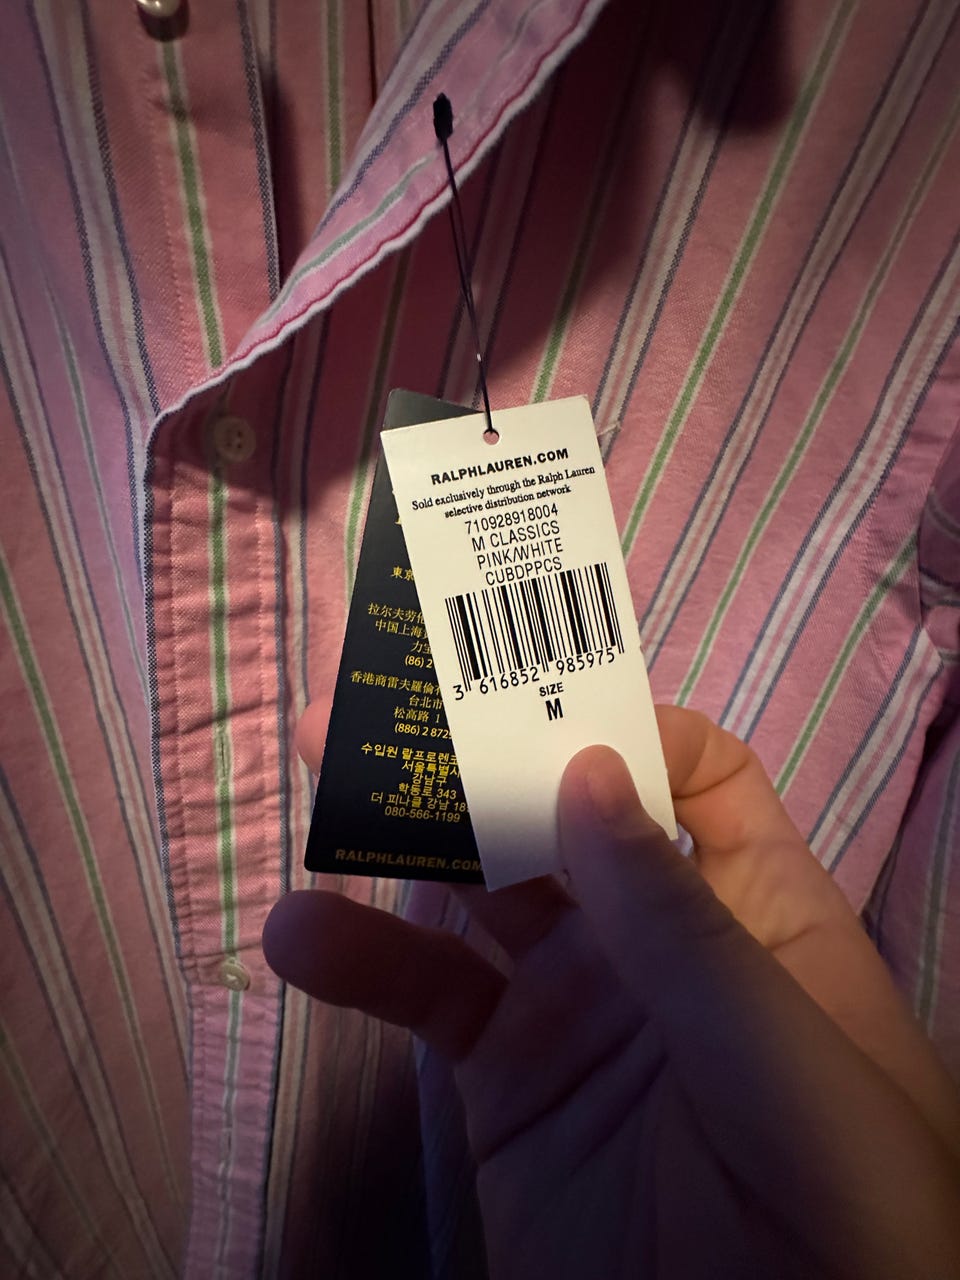 RALPHLAUREN.COM
Sold exclusively through the Ralph Lauren
selective distribution network
710928918004
M CLASSICS
PINK/WHITE
CUBDPPCS
3 616852 985975
SIZE
M
東京
拉尔夫劳伦
中国上海
(86) 2
香港商雷夫羅倫
台北市
松高路 1
(886) 2 872
수입원 랄프로렌코
서울특별시
강남구
학동로 343
더 피나클 강남 18
080-566-1199
RALPHLAUREN.COM